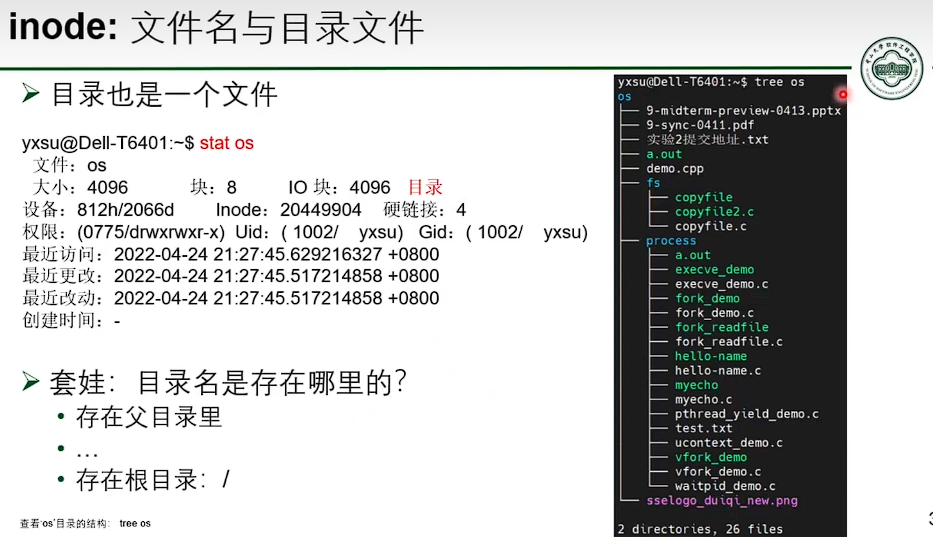 inode: 文件名与目录文件
目录也是一个文件
yxsu@Dell-T6401:~$ stat os
文件：os
大小：4096 块：8 IO 块：4096 目录
设备：812h/2066d Inode：20449904 硬链接：4
权限：(0775/drwxrwxr-x) Uid：( 1002/ yxsu) Gid：( 1002/ yxsu)
最近访问：2022-04-24 21:27:45.629216327 +0800
最近更改：2022-04-24 21:27:45.517214858 +0800
最近改动：2022-04-24 21:27:45.517214858 +0800
创建时间：-
套娃：目录名是存在哪里的？
• 存在父目录里
• …
• 存在根目录：/
查看‘os’目录的结构： tree os
yxsu@Dell-T6401:~$ tree os
os
├── 9-midterm-preview-0413.pptx
├── 9-sync-0411.pdf
├── 实验2提交地址.txt
├── a.out
├── demo.cpp
├── fs
│   ├── copyfile
│   ├── copyfile2.c
│   └── copyfile.c
├── process
│   ├── a.out
│   ├── execve_demo
│   ├── execve_demo.c
│   ├── fork_demo
│   ├── fork_demo.c
│   ├── fork_readfile
│   ├── fork_readfile.c
│   ├── hello-name
│   ├── hello-name.c
│   ├── myecho
│   ├── myecho.c
│   ├── pthread_yield_demo.c
│   ├── test.txt
│   ├── ucontext_demo.c
│   ├── vfork_demo
│   ├── vfork_demo.c
│   └── waitpid_demo.c
└── sselogo_duiqi_new.png
2 directories, 26 files